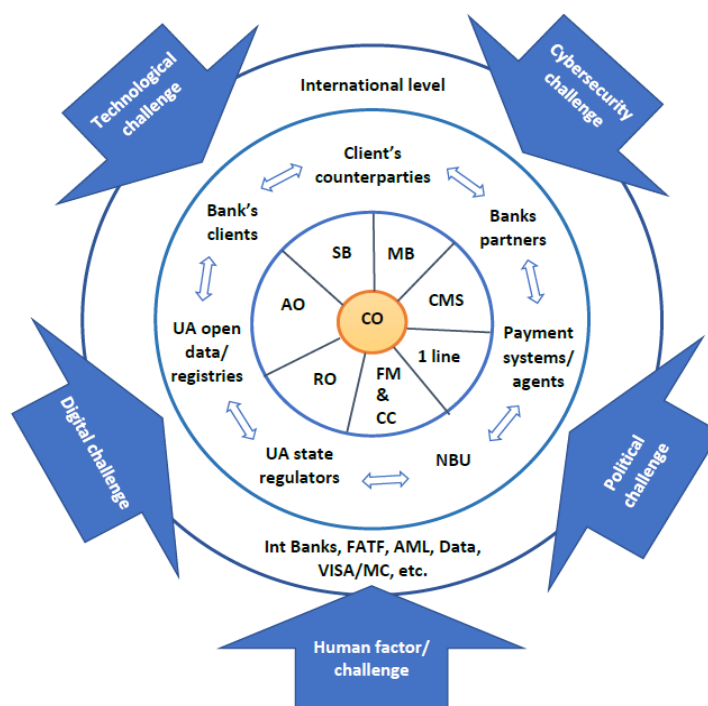 Technological
challenge
Cybersecurity
challenge
International level
Client's
counterparties
Bank's
clients
Banks
partners
SB
MB
AO
CO
CMS
UA open
data/
registries
Payment
systems/
agents
RO
FM
&
CC
1 line
UA state
regulators
NBU
Digital challenge
Political
challenge
Int Banks, FATF, AML, Data,
VISA/MC, etc.
Human factor/
challenge